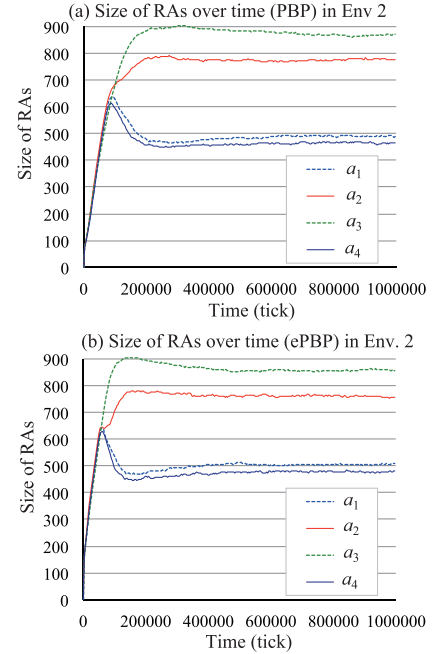 (a) Size of RAs over time (PBP) in Env 2
Size of RAs
900
800
700
600
500
400
300
200
100
0
a1
a2
a3
a4
200000 400000 600000 800000 1000000
Time (tick)
(b) Size of RAs over time (ePBP) in Env. 2
Size of RAs
900
800
700
600
500
400
300
200
100
0
a1
a2
a3
a4
0 200000 400000 600000 800000 1000000
Time (tick)